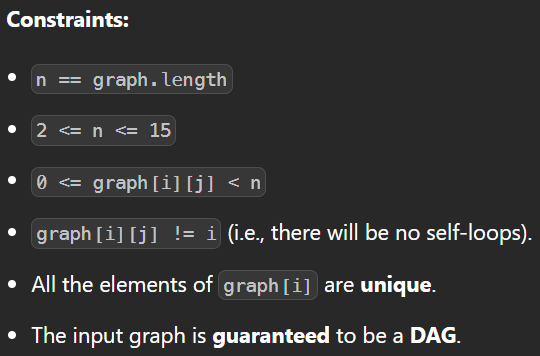 Constraints:
• n == graph.length
• 2 <= n <= 15
• 0 <= graph[i][j] < n
• graph[i][j] != i (i.e., there will be no self-loops).
• All the elements of graph[i] are unique.
• The input graph is guaranteed to be a DAG.